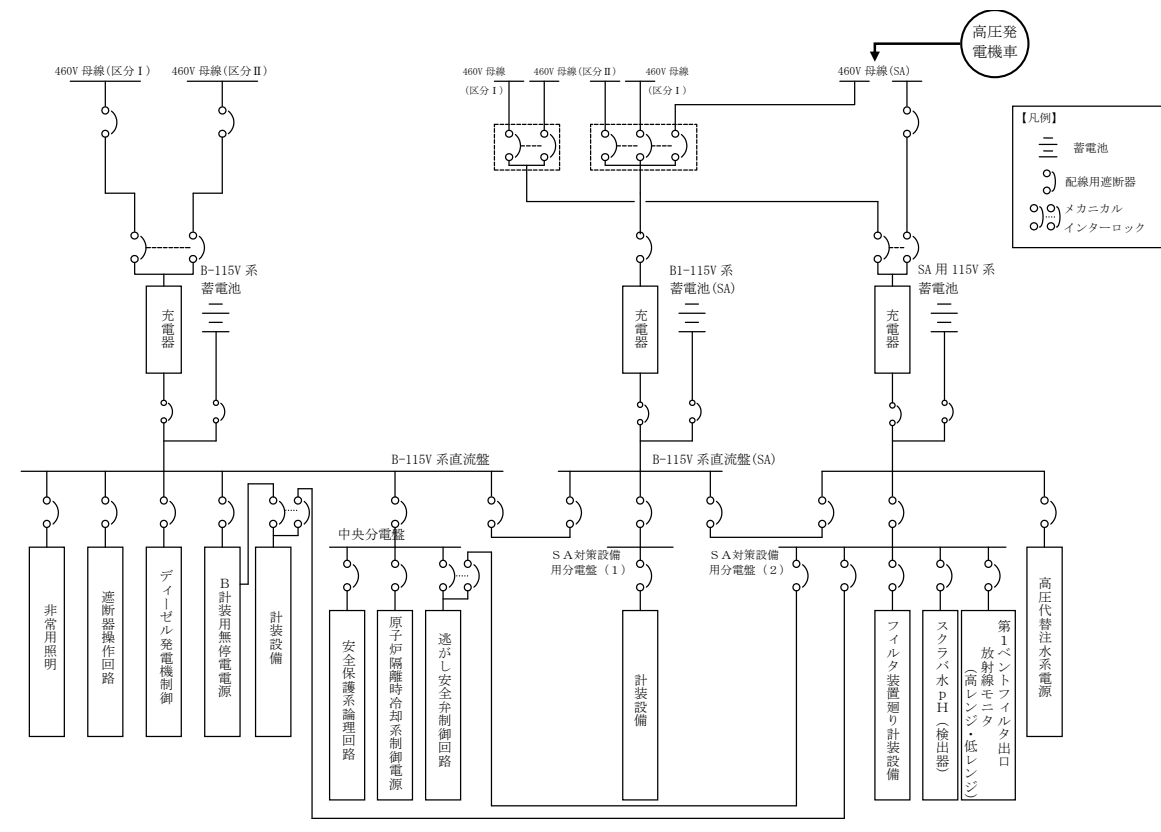 高圧発
電機車
460V 母線(区分Ⅰ)
460V 母線(区分Ⅱ)
460V 母線
(区分Ⅰ)
460V 母線(区分Ⅱ)
460V 母線
(区分Ⅰ)
460V 母線(SA)
【凡例】
蓄電池
配線用遮断器
メカニカル
インターロック
B-115V 系
蓄電池
充電器
B1-115V 系
蓄電池(SA)
充電器
SA 用 115V 系
蓄電池
充電器
B-115V 系直流盤
B-115V 系直流盤(SA)
中央分電盤
SA対策設備
用分電盤（1）
SA対策設備
用分電盤（2）
非常用照明
遮断器操作回路
ディーゼル発電機制御
B計装用無停電電源
計装設備
安全保護系論理回路
原子炉隔離時冷却系制御電源
逃がし安全弁制御回路
計装設備
フィルタ装置廻り計装設備
スクラバ水pH（検出器）
第1ベントフィルタ出口
放射線モニタ
（高レンジ・低レンジ）
高圧代替注水系電源